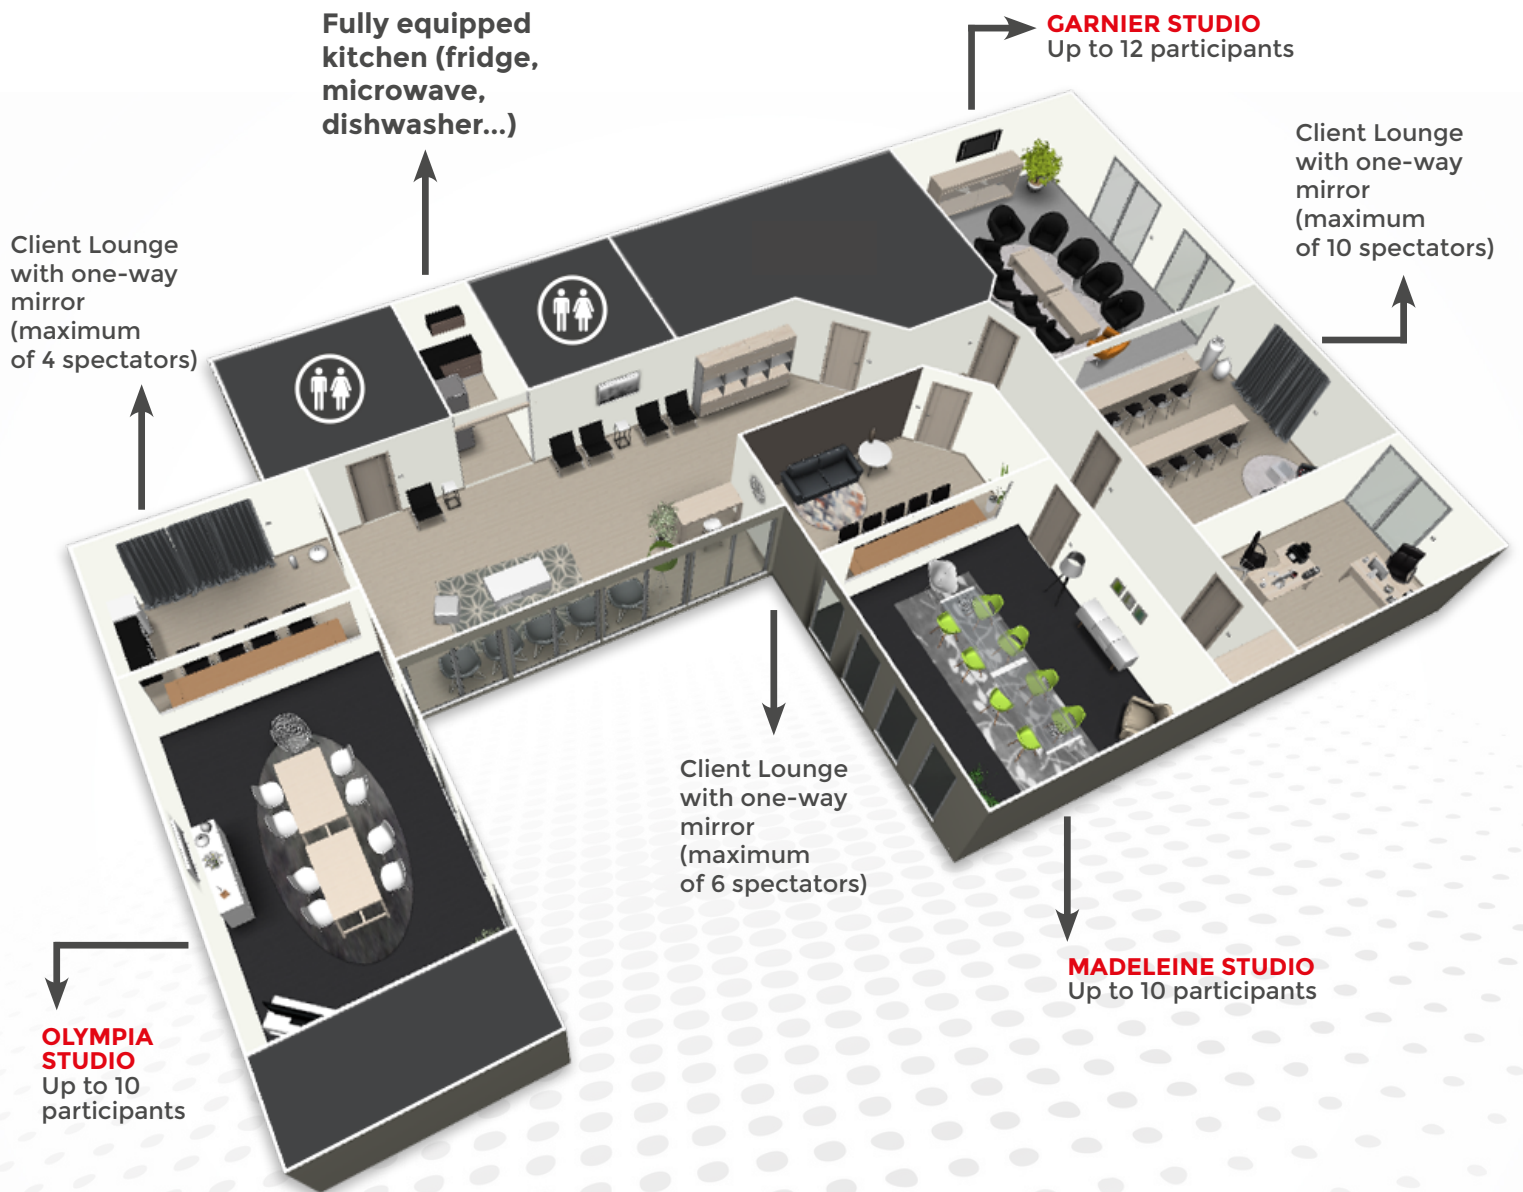 Fully equipped
kitchen (fridge,
microwave,
dishwasher...)
GARNIER STUDIO
Up to 12 participants
Client Lounge
with one-way
mirror
(maximum
of 10 spectators)
Client Lounge
with one-way
mirror
(maximum
of 4 spectators)
Client Lounge
with one-way
mirror
(maximum
of 6 spectators)
MADELEINE STUDIO
Up to 10 participants
OLYMPIA
STUDIO
Up to 10
participants